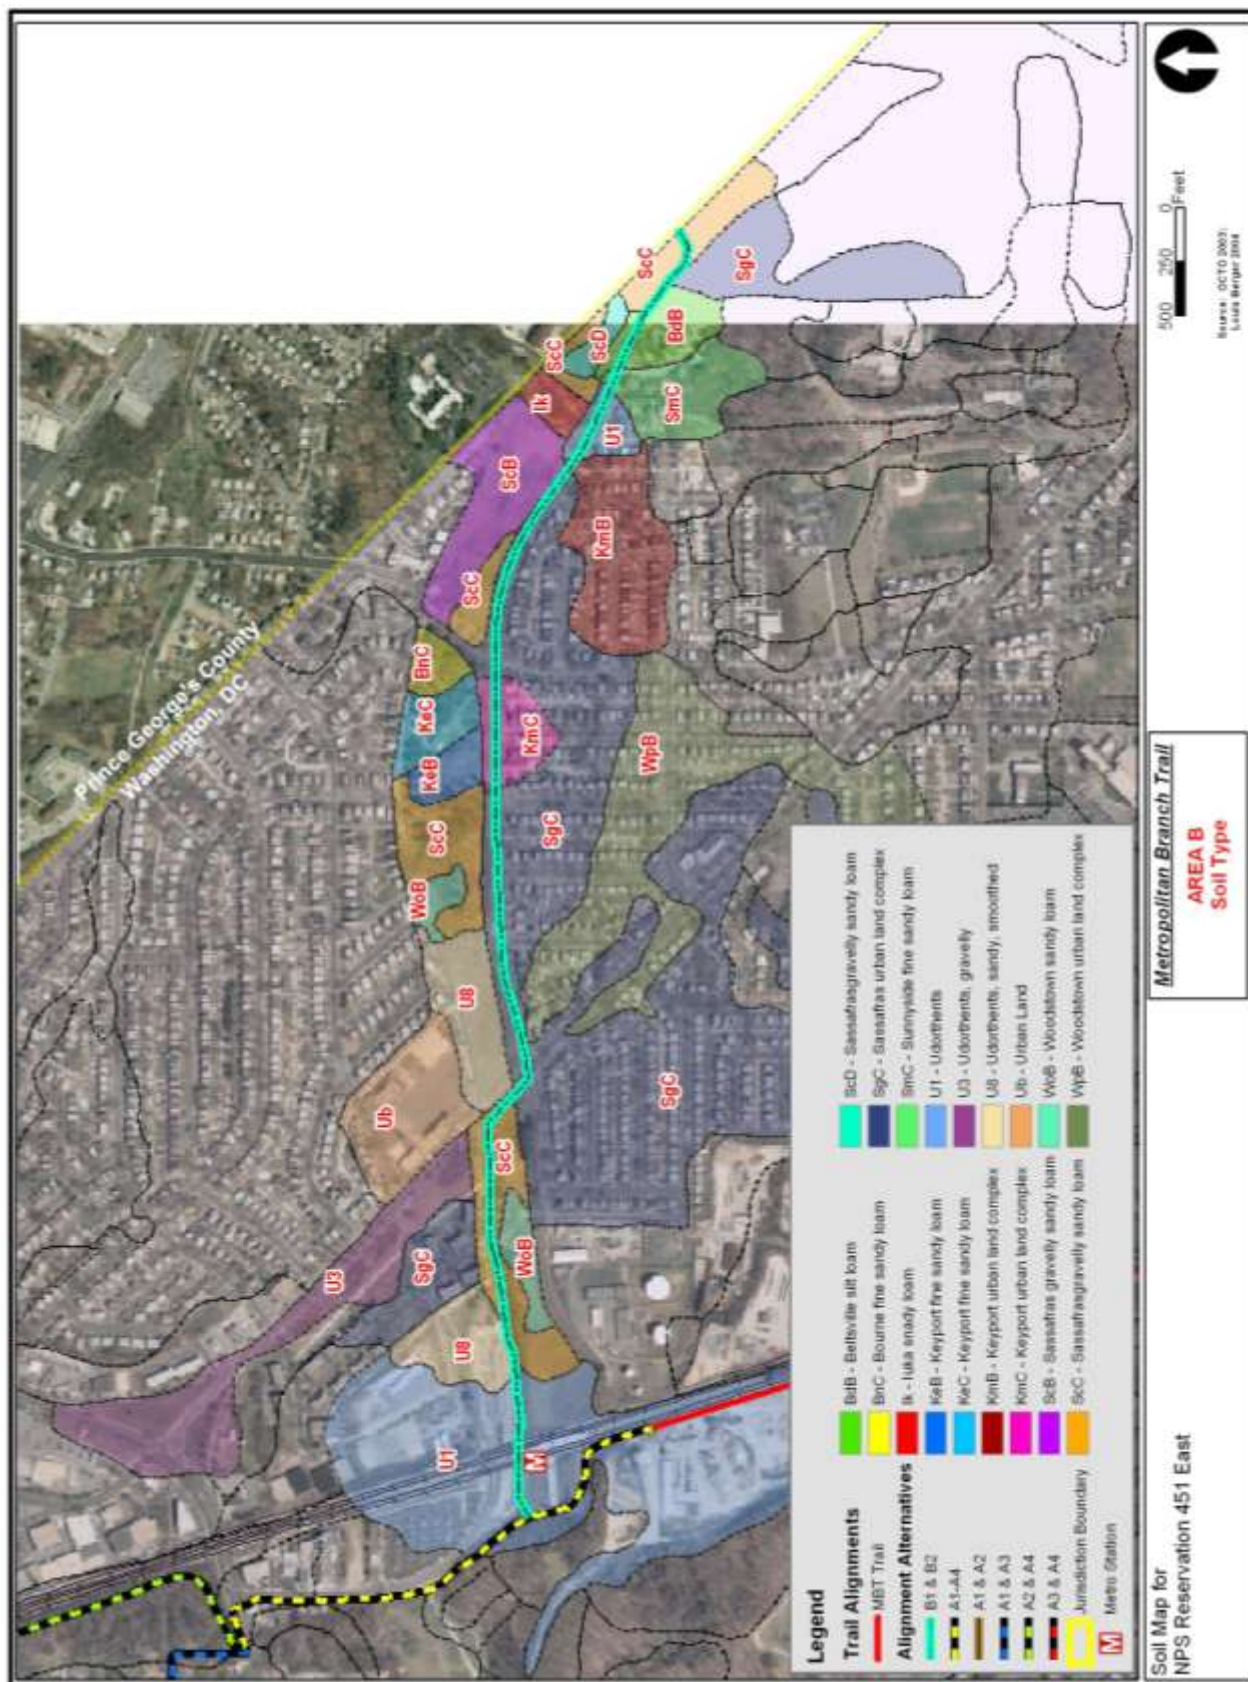 Prince George's County
Washington, DC
ScC
SgC
ScC
ScD
BdB
Ik
SmC
U1
ScB
KmB
ScC
BnC
KeC
KmC
KeB
WpB
ScC
SgC
WoB
U8
Ub
SgC
ScC
U3
SgC
WoB
U8
U1
M
Legend
Trail Alignments
MBT Trail
Alignment Alternatives
B1 & B2
A1-A4
A1 & A2
A1 & A3
A2 & A4
A3 & A4
Jurisdiction Boundary
M Metro Station
BdB - Beltsville silt loam
BnC - Bourne fine sandy loam
Ik - Iuka snady loam
KeB - Keyport fine sandy loam
KeC - Keyport fine sandy loam
KmB - Keyport urban land complex
KmC - Keyport urban land complex
ScB - Sassafras gravelly sandy loam
ScC - Sassafrasgravelly sandy loam
ScD - Sassafrasgravelly sandy loam
SgC - Sassafras urban land complex
SmC - Sunnyside fine sandy loam
U1 - Udorthents
U3 - Udorthents, gravelly
U8 - Udorthents, sandy, smoothed
Ub - Urban Land
WoB - Woodstown sandy loam
WpB - Woodstown urban land complex
Soil Map for
NPS Reservation 451 East
Metropolitan Branch Trail
AREA B
Soil Type
500 250 0
Feet
Source: OCTO 2003;
Louis Berger 2004